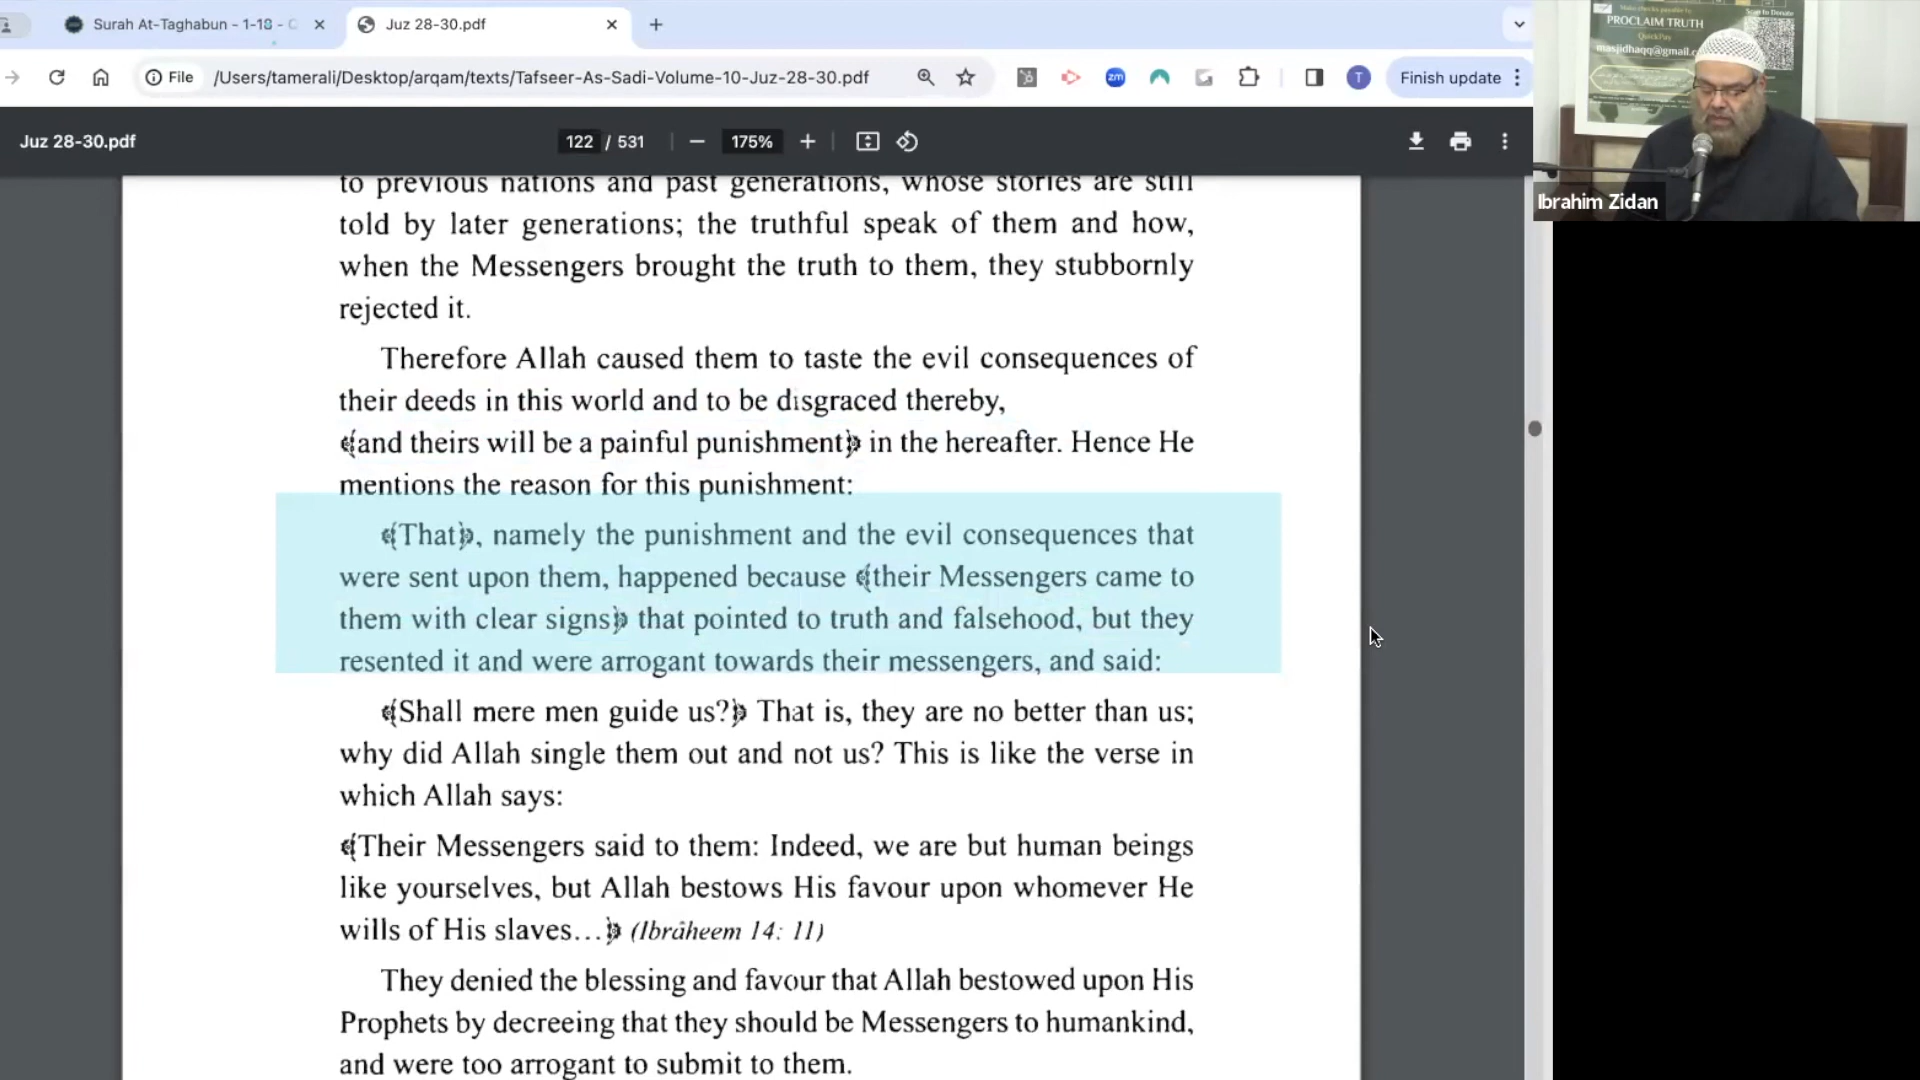 Surah At-Taghabun - 1-18 -
Juz 28-30.pdf
File
/Users/tamerali/Desktop/arqam/texts/Tafseer-As-Sadi-Volume-10-Juz-28-30.pdf
zm
T
Finish update
Juz 28-30.pdf
122 / 531
175%
PROCLAIM TRUTH
QuickPay
Scan to Donate
Ibrahim Zidan
to previous nations and past generations, whose stories are still
told by later generations; the truthful speak of them and how,
when the Messengers brought the truth to them, they stubbornly
rejected it.
Therefore Allah caused them to taste the evil consequences of
their deeds in this world and to be disgraced thereby,
﴾and theirs will be a painful punishment﴿ in the hereafter. Hence He
mentions the reason for this punishment:
﴾That﴿, namely the punishment and the evil consequences that
were sent upon them, happened because ﴾their Messengers came to
them with clear signs﴿ that pointed to truth and falsehood, but they
resented it and were arrogant towards their messengers, and said:
﴾Shall mere men guide us?﴿ That is, they are no better than us;
why did Allah single them out and not us? This is like the verse in
which Allah says:
﴾Their Messengers said to them: Indeed, we are but human beings
like yourselves, but Allah bestows His favour upon whomever He
wills of His slaves...﴿ (Ibrâheem 14: 11)
They denied the blessing and favour that Allah bestowed upon His
Prophets by decreeing that they should be Messengers to humankind,
and were too arrogant to submit to them.